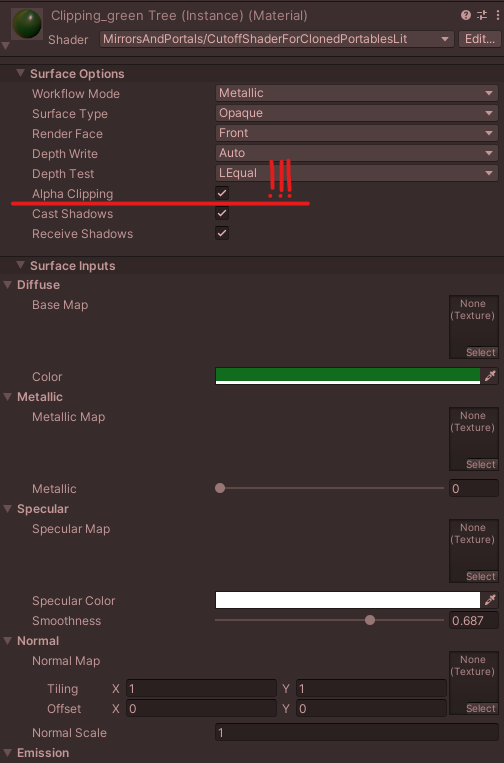 Clipping_green Tree (Instance) (Material)
Shader MirrorsAndPortals/CutoffShaderForClonedPortablesLit Edit...
Surface Options
Workflow Mode Metallic
Surface Type Opaque
Render Face Front
Depth Write Auto
Depth Test LEqual
!!!
Alpha Clipping
Cast Shadows
Receive Shadows
Surface Inputs
Diffuse
Base Map None
(Texture)
Select
Color
Metallic
Metallic Map None
(Texture)
Select
Metallic 0
Specular
Specular Map None
(Texture)
Select
Specular Color
Smoothness 0.687
Normal
Normal Map None
(Texture)
Tiling X 1 Y 1
Offset X 0 Y 0 Select
Normal Scale 1
Emission